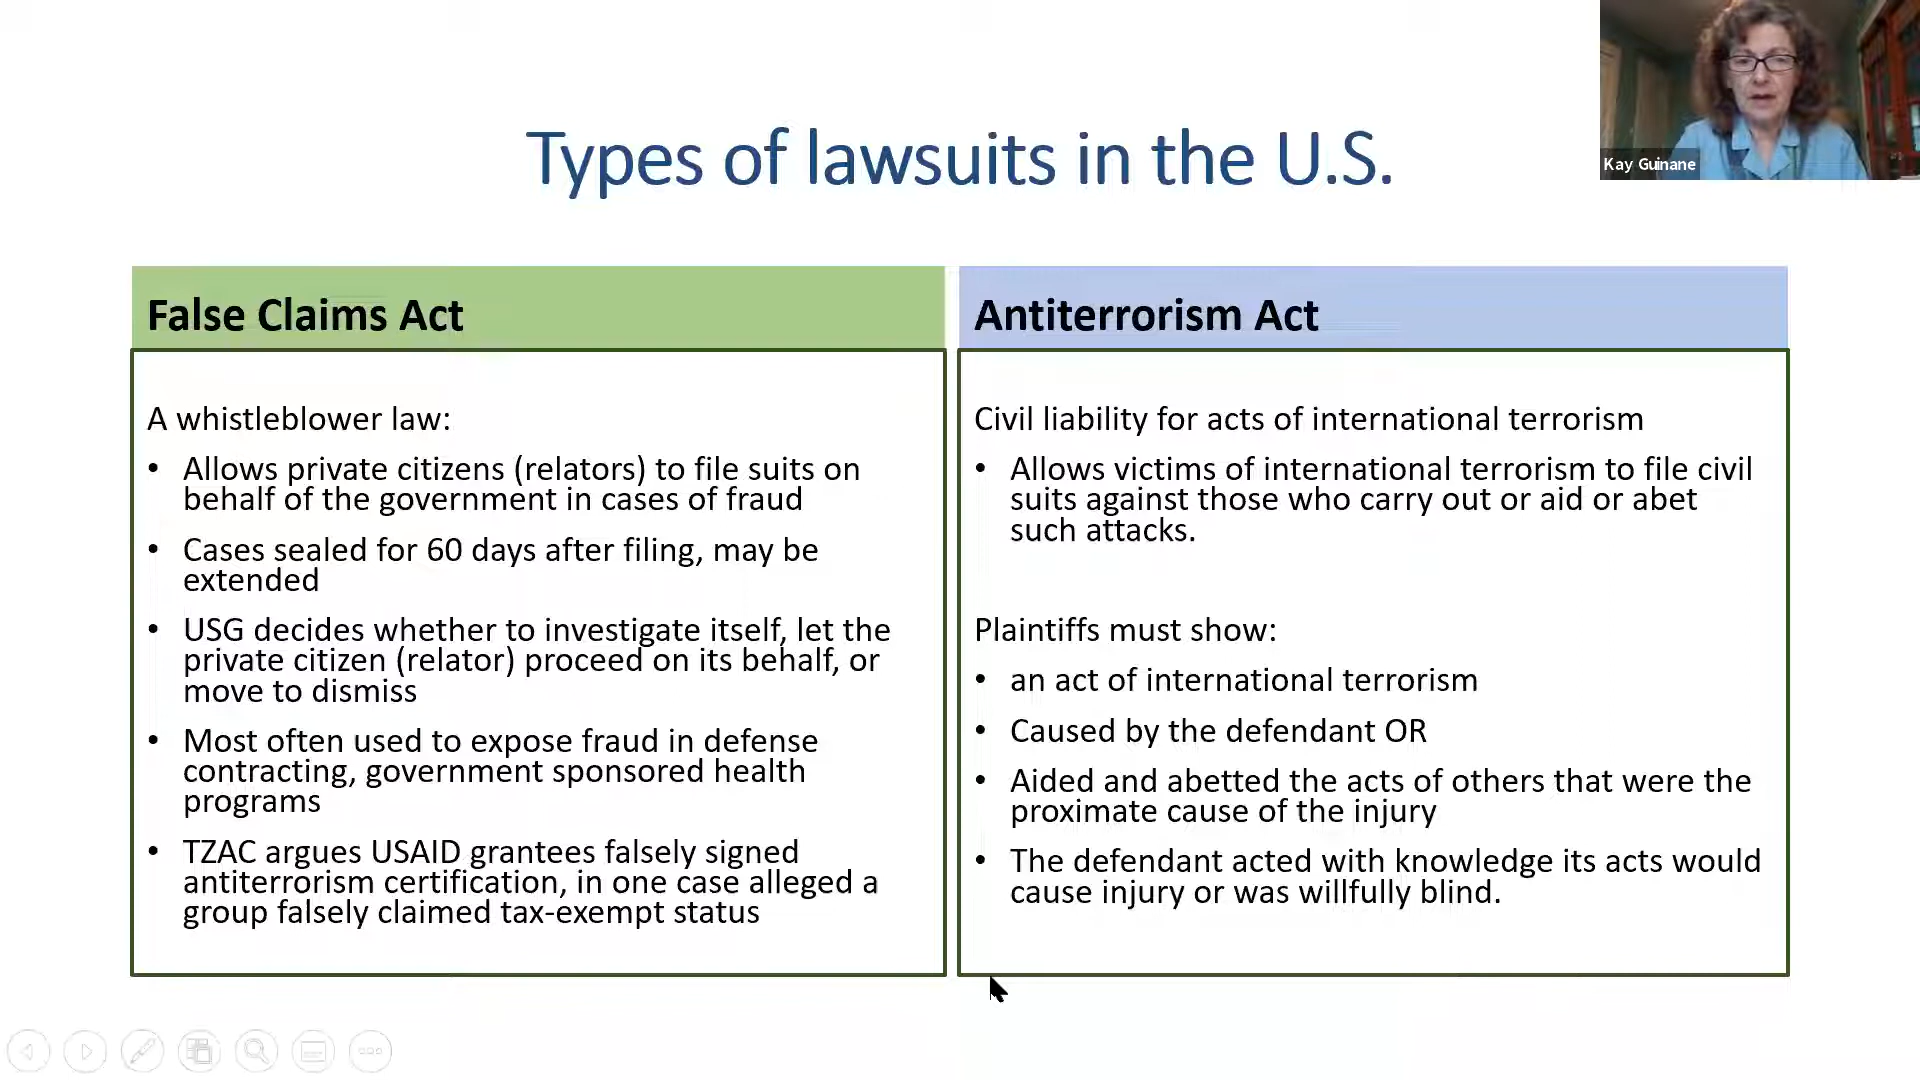 Kay Guinane
Types of lawsuits in the U.S.
False Claims Act
A whistleblower law:
• Allows private citizens (relators) to file suits on
behalf of the government in cases of fraud
• Cases sealed for 60 days after filing, may be
extended
• USG decides whether to investigate itself, let the
private citizen (relator) proceed on its behalf, or
move to dismiss
• Most often used to expose fraud in defense
contracting, government sponsored health
programs
• TZAC argues USAID grantees falsely signed
antiterrorism certification, in one case alleged a
group falsely claimed tax-exempt status
Antiterrorism Act
Civil liability for acts of international terrorism
• Allows victims of international terrorism to file civil
suits against those who carry out or aid or abet
such attacks.
Plaintiffs must show:
• an act of international terrorism
• Caused by the defendant OR
• Aided and abetted the acts of others that were the
proximate cause of the injury
• The defendant acted with knowledge its acts would
cause injury or was willfully blind.